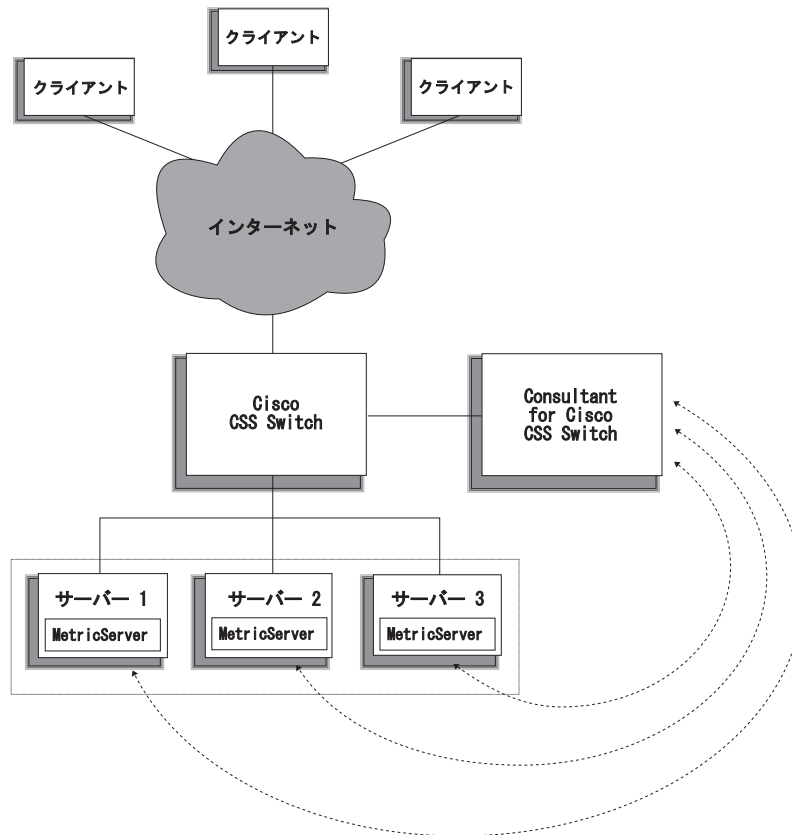 クライアント
クライアント
クライアント
インターネット
Cisco
CSS Switch
Consultant
for Cisco
CSS Switch
サーバー 1
MetricServer
サーバー 2
MetricServer
サーバー 3
MetricServer